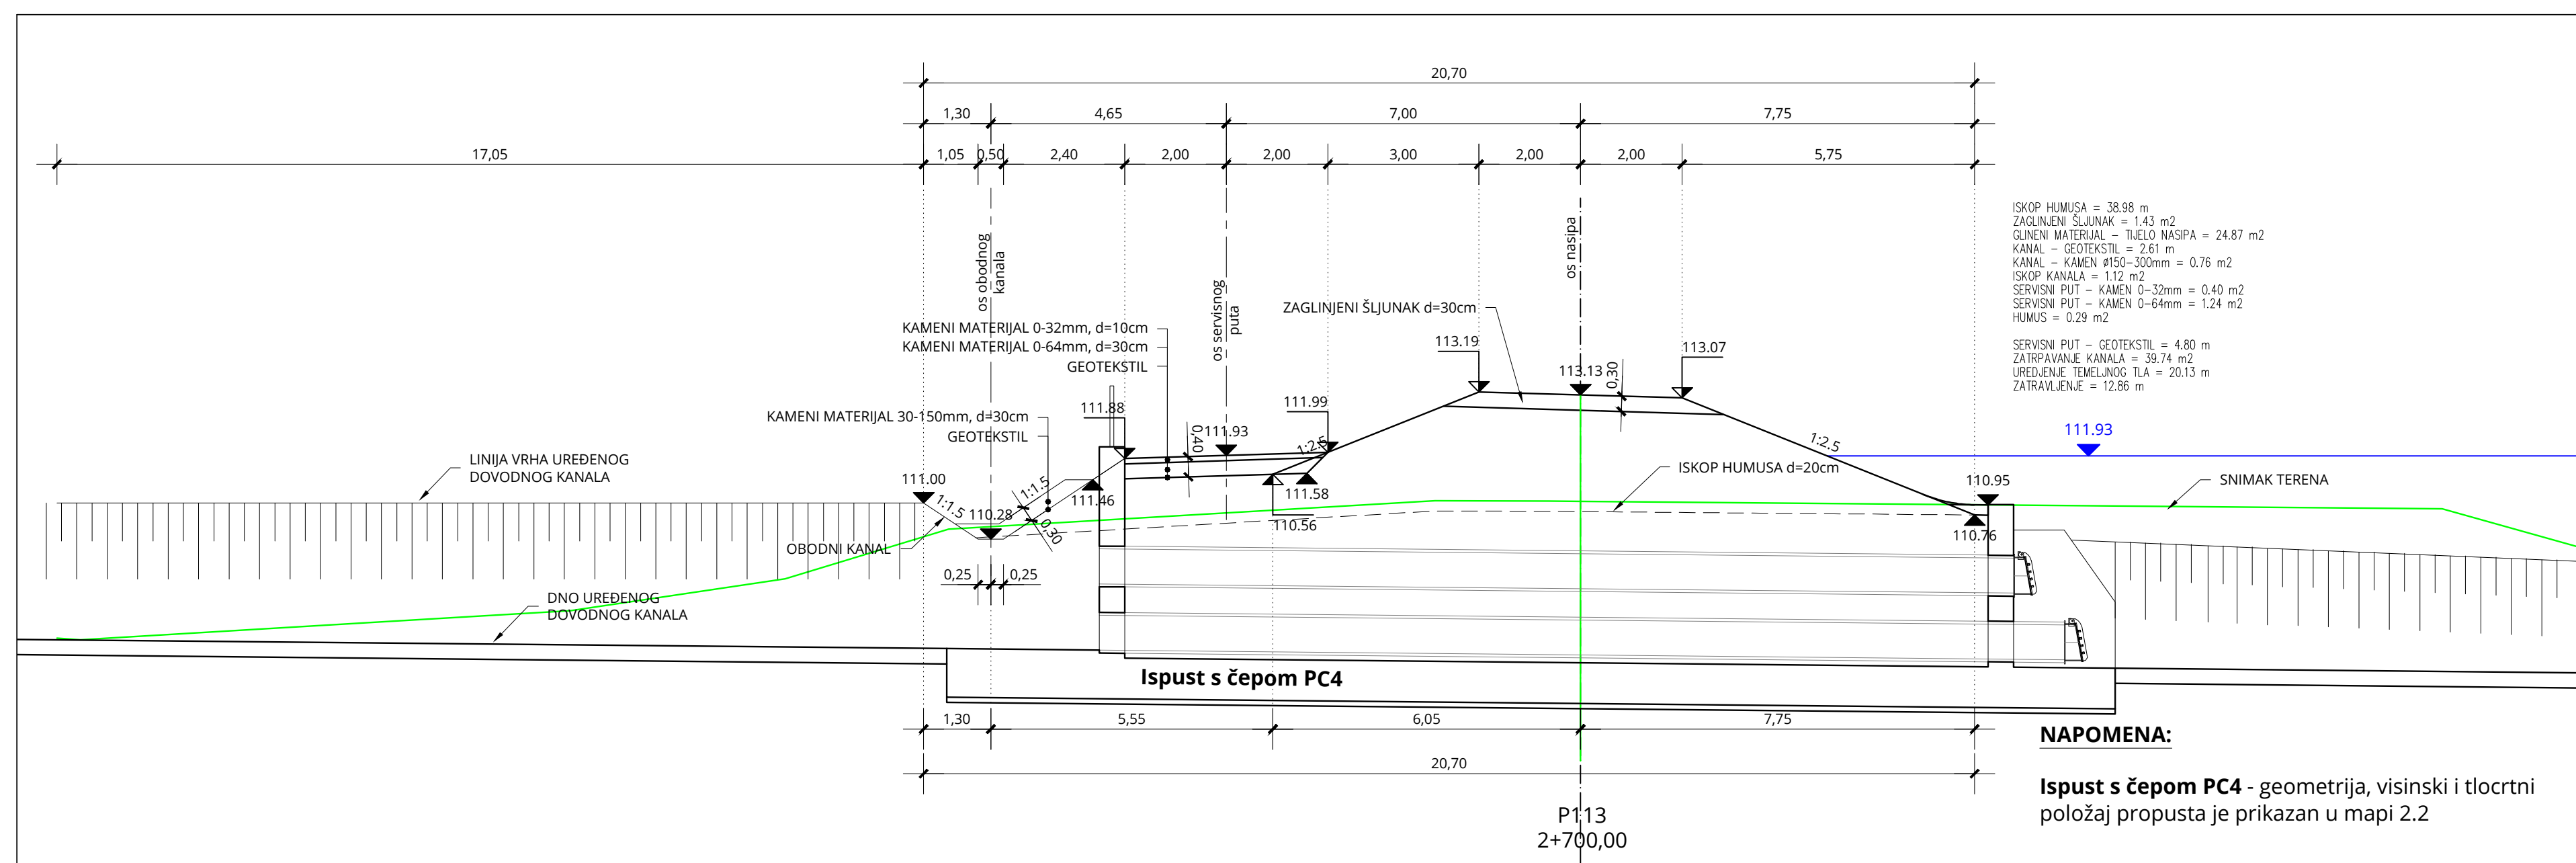 20,70
1,30
4,65
7,00
7,75
17,05
1,05
0,50
2,40
2,00
2,00
3,00
2,00
2,00
5,75
os obodnog
kanala
os servisnog
puta
os nasipa
ISKOP HUMUSA = 38.98 m
ZAGLINJENI ŠLJUNAK = 1.43 m2
GLINENI MATERIJAL - TIJELO NASIPA = 24.87 m2
KANAL - GEOTEKSTIL = 2.61 m
KANAL - KAMEN ø150-300mm = 0.76 m2
ISKOP KANALA = 1.12 m2
SERVISNI PUT - KAMEN 0-32mm = 0.40 m2
SERVISNI PUT - KAMEN 0-64mm = 1.24 m2
HUMUS = 0.29 m2
SERVISNI PUT - GEOTEKSTIL = 4.80 m
ZATRPAVANJE KANALA = 39.74 m2
UREDJENJE TEMELJNOG TLA = 20.13 m
ZATRAVLJENJE = 12.86 m
ZAGLINJENI ŠLJUNAK d=30cm
KAMENI MATERIJAL 0-32mm, d=10cm
KAMENI MATERIJAL 0-64mm, d=30cm
GEOTEKSTIL
113.19
113.07
113.13
0,30
111.88
111.99
KAMENI MATERIJAL 30-150mm, d=30cm
GEOTEKSTIL
0,40
111.93
1:2.5
1:2.5
111.93
LINIJA VRHA UREĐENOG
DOVODNOG KANALA
111.00
1:1.5
110.28
1:1.5
111.46
0,30
111.58
110.56
ISKOP HUMUSA d=20cm
110.95
110.76
SNIMAK TERENA
OBODNI KANAL
0,25
0,25
DNO UREĐENOG
DOVODNOG KANALA
Ispust s čepom PC4
1,30
5,55
6,05
7,75
20,70
P113
2+700,00
NAPOMENA:
Ispust s čepom PC4 - geometrija, visinski i tlocrtni
položaj propusta je prikazan u mapi 2.2